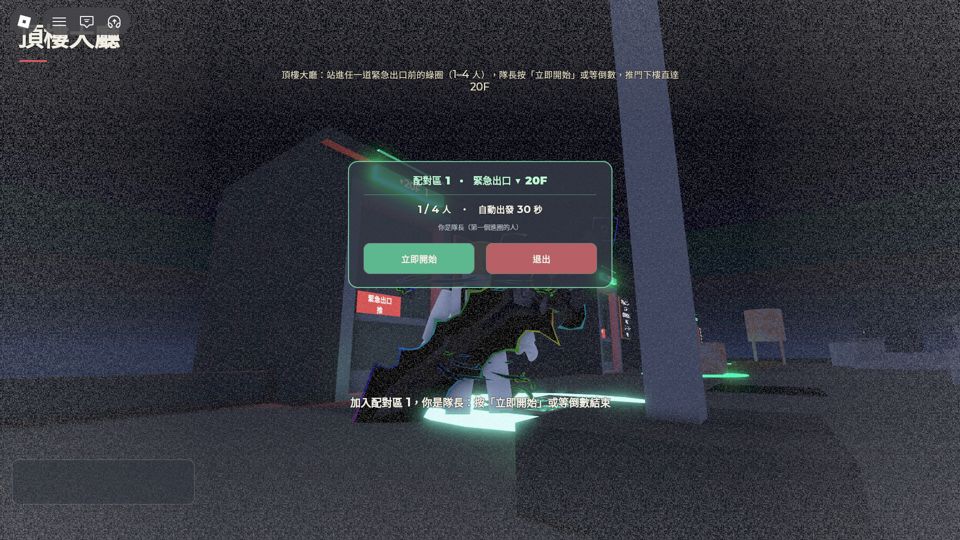 頂樓大廳
頂樓大廳：站進任一道緊急出口前的綠圈（1–4 人），隊長按「立即開始」或等倒數，推門下樓直達
20F
配對區 1 • 緊急出口 ▼ 20F
1 / 4 人 • 自動出發 30 秒
你是隊長（第一個進圈的人）
立即開始
退出
緊急出口
推
加入配對區 1，你是隊長：按「立即開始」或等倒數結束